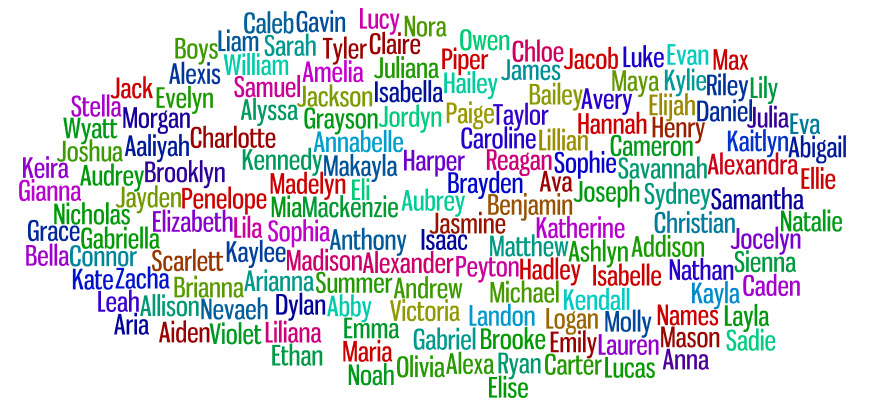 Caleb Gavin Lucy Nora
Boys Liam Sarah Tyler Claire Owen Chloe Jacob Luke Evan Max
Alexis William Amelia Juliana Piper Hailey James Maya Kylie Riley Lily
Jack Evelyn Samuel Jackson Isabella Bailey Avery Elijah Daniel Julia
Stella Morgan Alyssa Grayson Jordyn Paige Taylor Hannah Henry Eva
Wyatt Aaliyah Charlotte Annabelle Caroline Lillian Cameron Kaitlyn Abigail
Joshua Kennedy Makayla Harper Reagan Sophie Savannah Alexandra
Keira Audrey Brooklyn Madelyn Eli Brayden Ava Joseph Sydney Samantha Ellie
Gianna Jayden Penelope Mia Mackenzie Aubrey Benjamin
Nicholas Elizabeth Lila Sophia Jasmine Katherine Christian Natalie
Grace Gabriella Anthony Isaac Matthew Ashlyn Addison Jocelyn
Bella Connor Scarlett Kaylee Madison Alexander Peyton Hadley Isabelle Nathan Sienna
Kate Zacha Brianna Arianna Summer Andrew Michael Kendall Kayla Caden
Leah Allison Nevaeh Dylan Abby Victoria Landon Logan Molly Names Layla
Aria Aiden Violet Liliana Emma Gabriel Brooke Emily Lauren Mason Sadie
Ethan Maria Noah Olivia Alexa Ryan Carter Lucas Anna
Elise